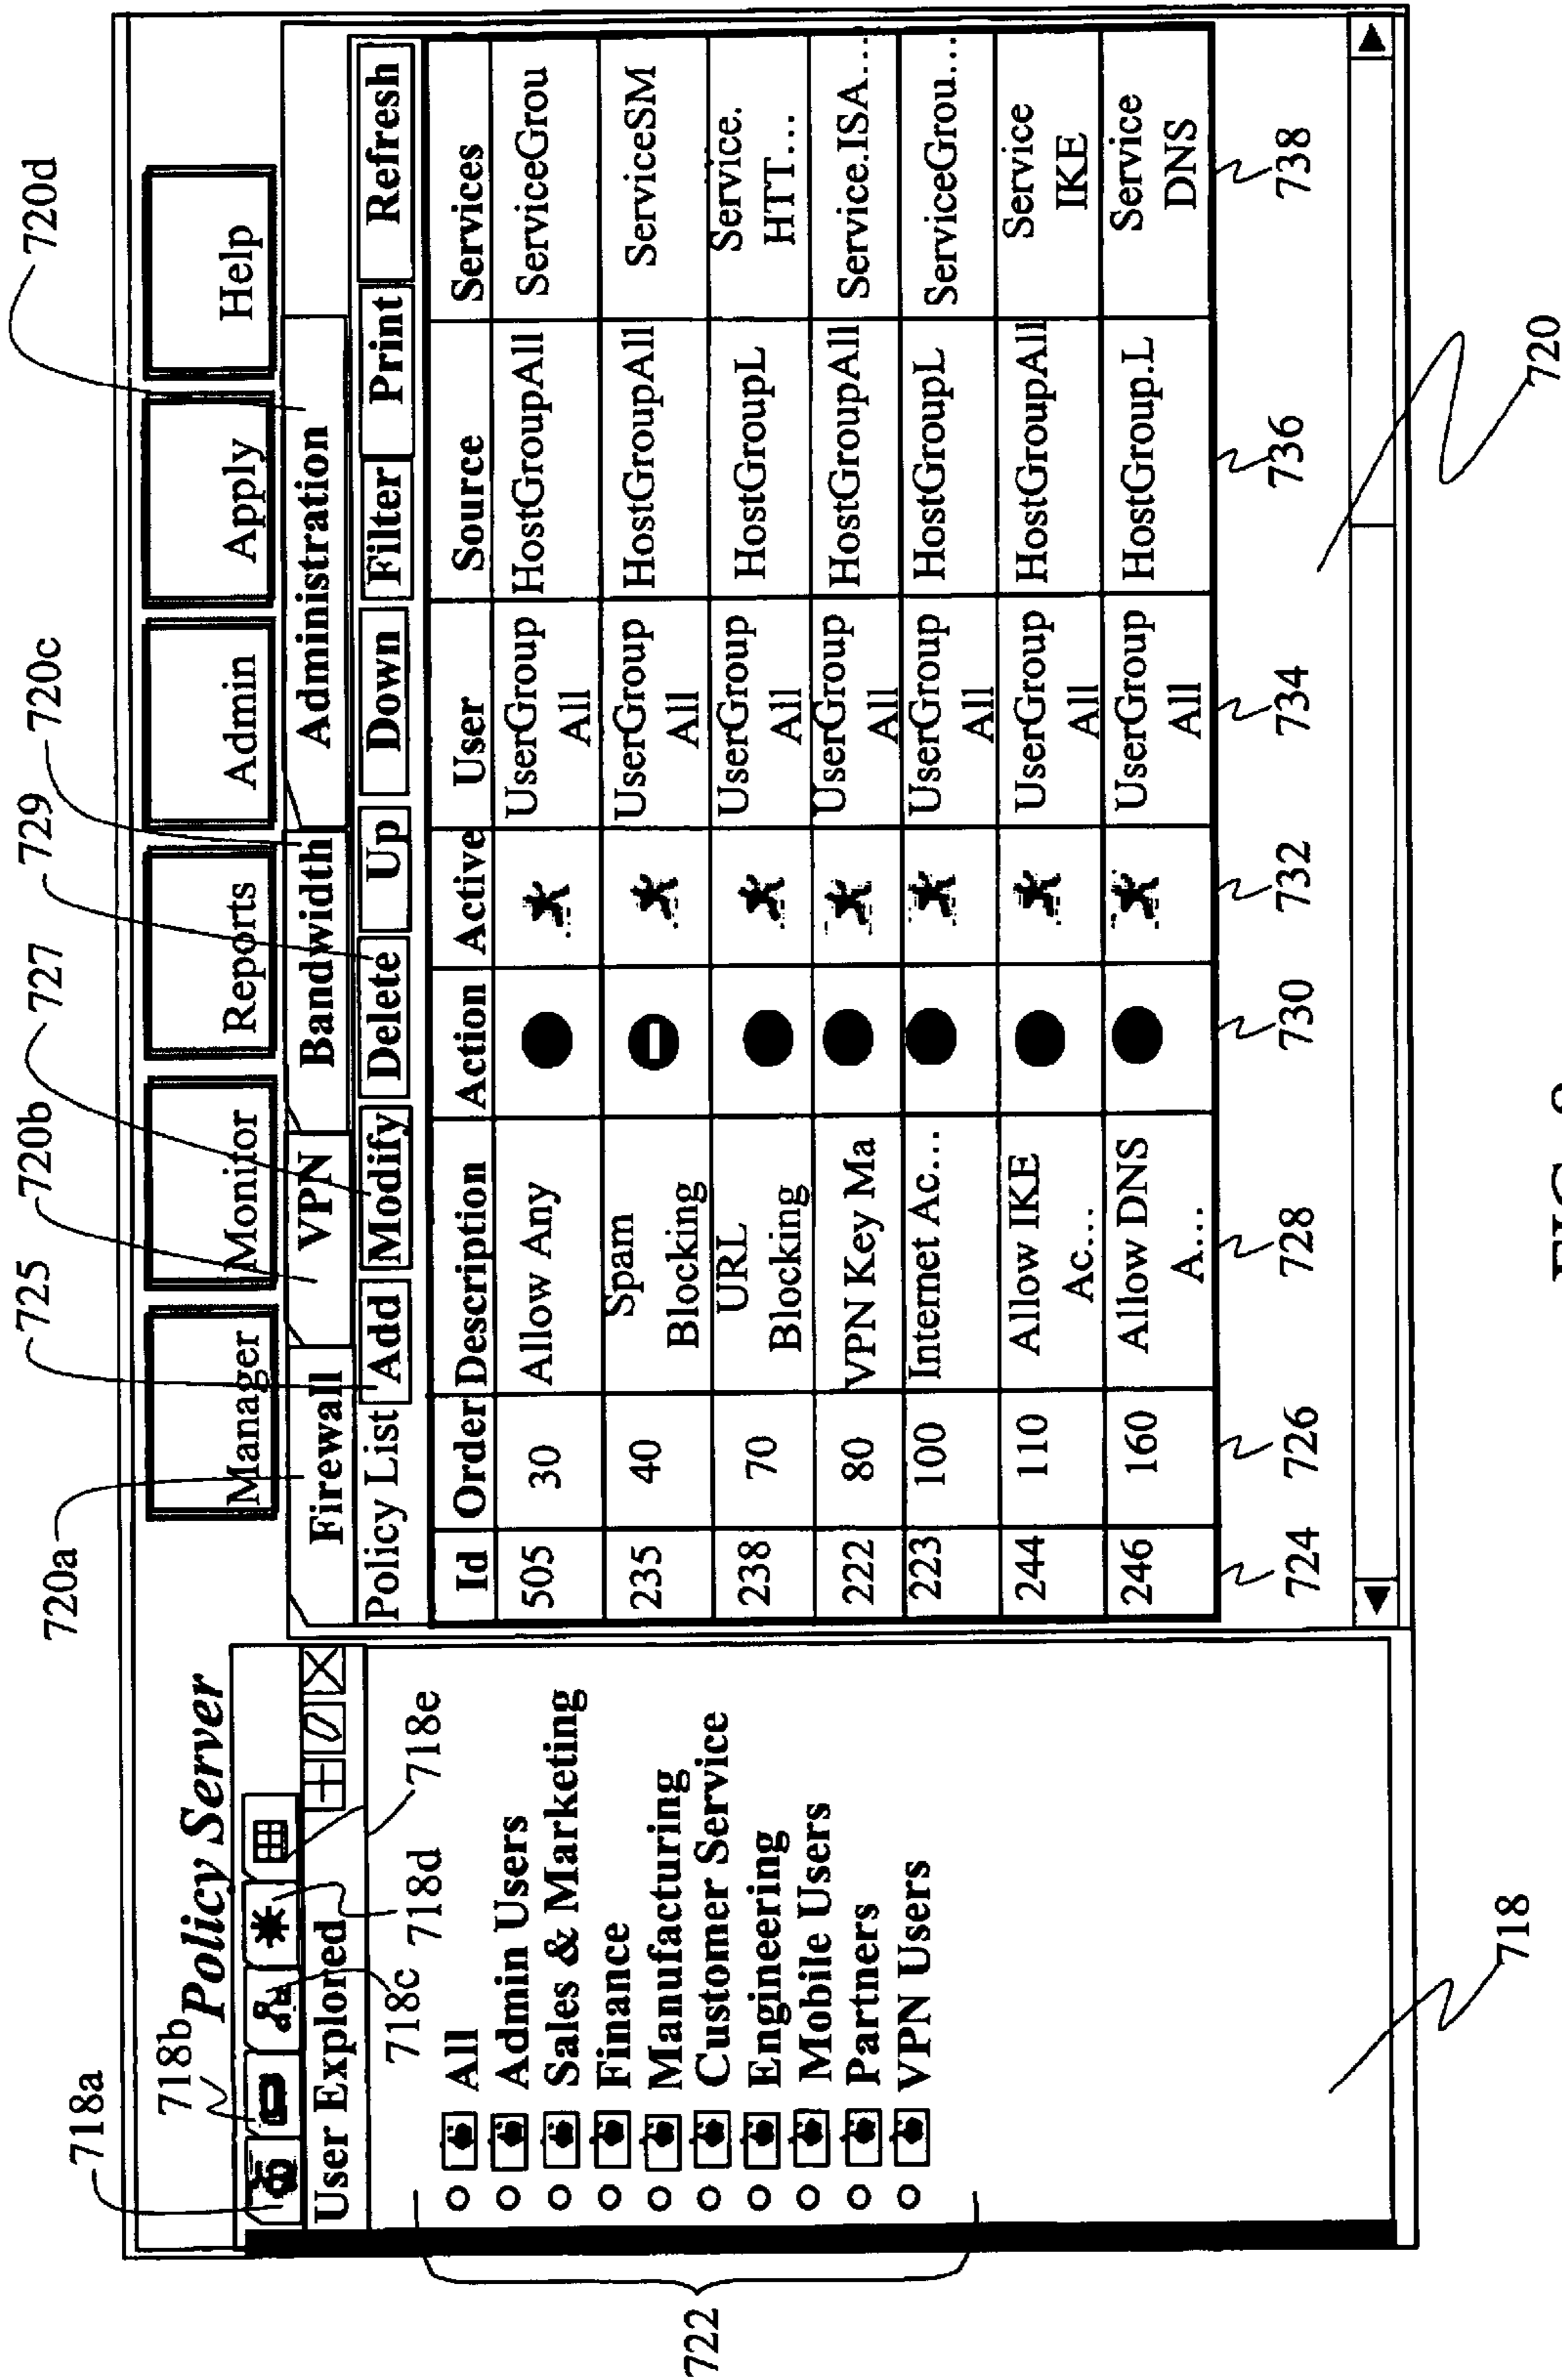 720a
725
720b
727
729
720c
720d
718a
718b
Policy Server
Manager
Monitor
Reports
Admin
Apply
Help
Firewall
VPN
Bandwidth
Administration
User Explored
Policy List
Add
Modify
Delete
Up
Down
Filter
Print
Refresh
718c
718d
718e
722
All
Admin Users
Sales & Marketing
Finance
Manufacturing
Customer Service
Engineering
Mobile Users
Partners
VPN Users
Id Order Description Action Active User Source Services
505 30 Allow Any UserGroup All HostGroupAll ServiceGrou
235 40 Spam Blocking UserGroup All HostGroupAll ServiceSM
238 70 URL Blocking UserGroup All HostGroupL Service. HTT...
222 80 VPN Key Ma UserGroup All HostGroupAll Service.ISA...
223 100 Internet Ac... UserGroup All HostGroupL ServiceGrou...
244 110 Allow IKE Ac... UserGroup All HostGroupAll Service IKE
246 160 Allow DNS A... UserGroup All HostGroup.L Service DNS
724 726 728 730 732 734 736 738
718
720